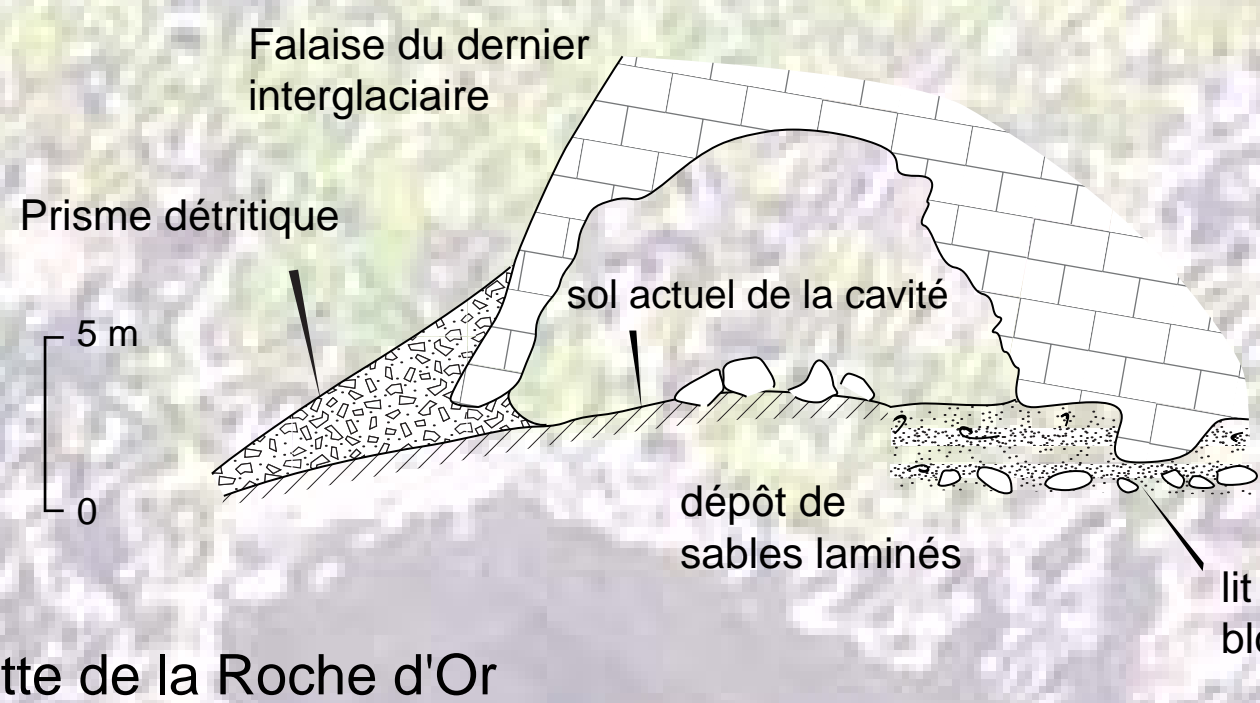 Falaise du dernier
interglaciaire
Prisme détritique
sol actuel de la cavité
5 m
0
dépôt de
sables laminés
lit
tte de la Roche d'Or